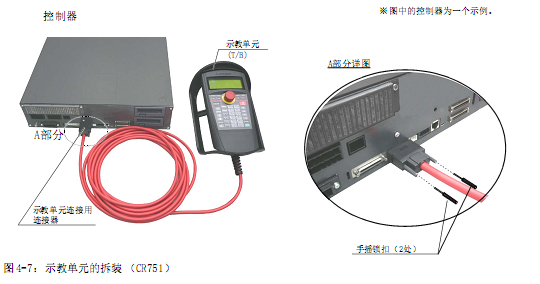 控制器
※图中的控制器为一个示例。
示教单元
(T/B)
A部分详图
A部分
示教单元连接用
连接器
手摇锁扣（2处）
图4-7：示教单元的拆装（CR751）